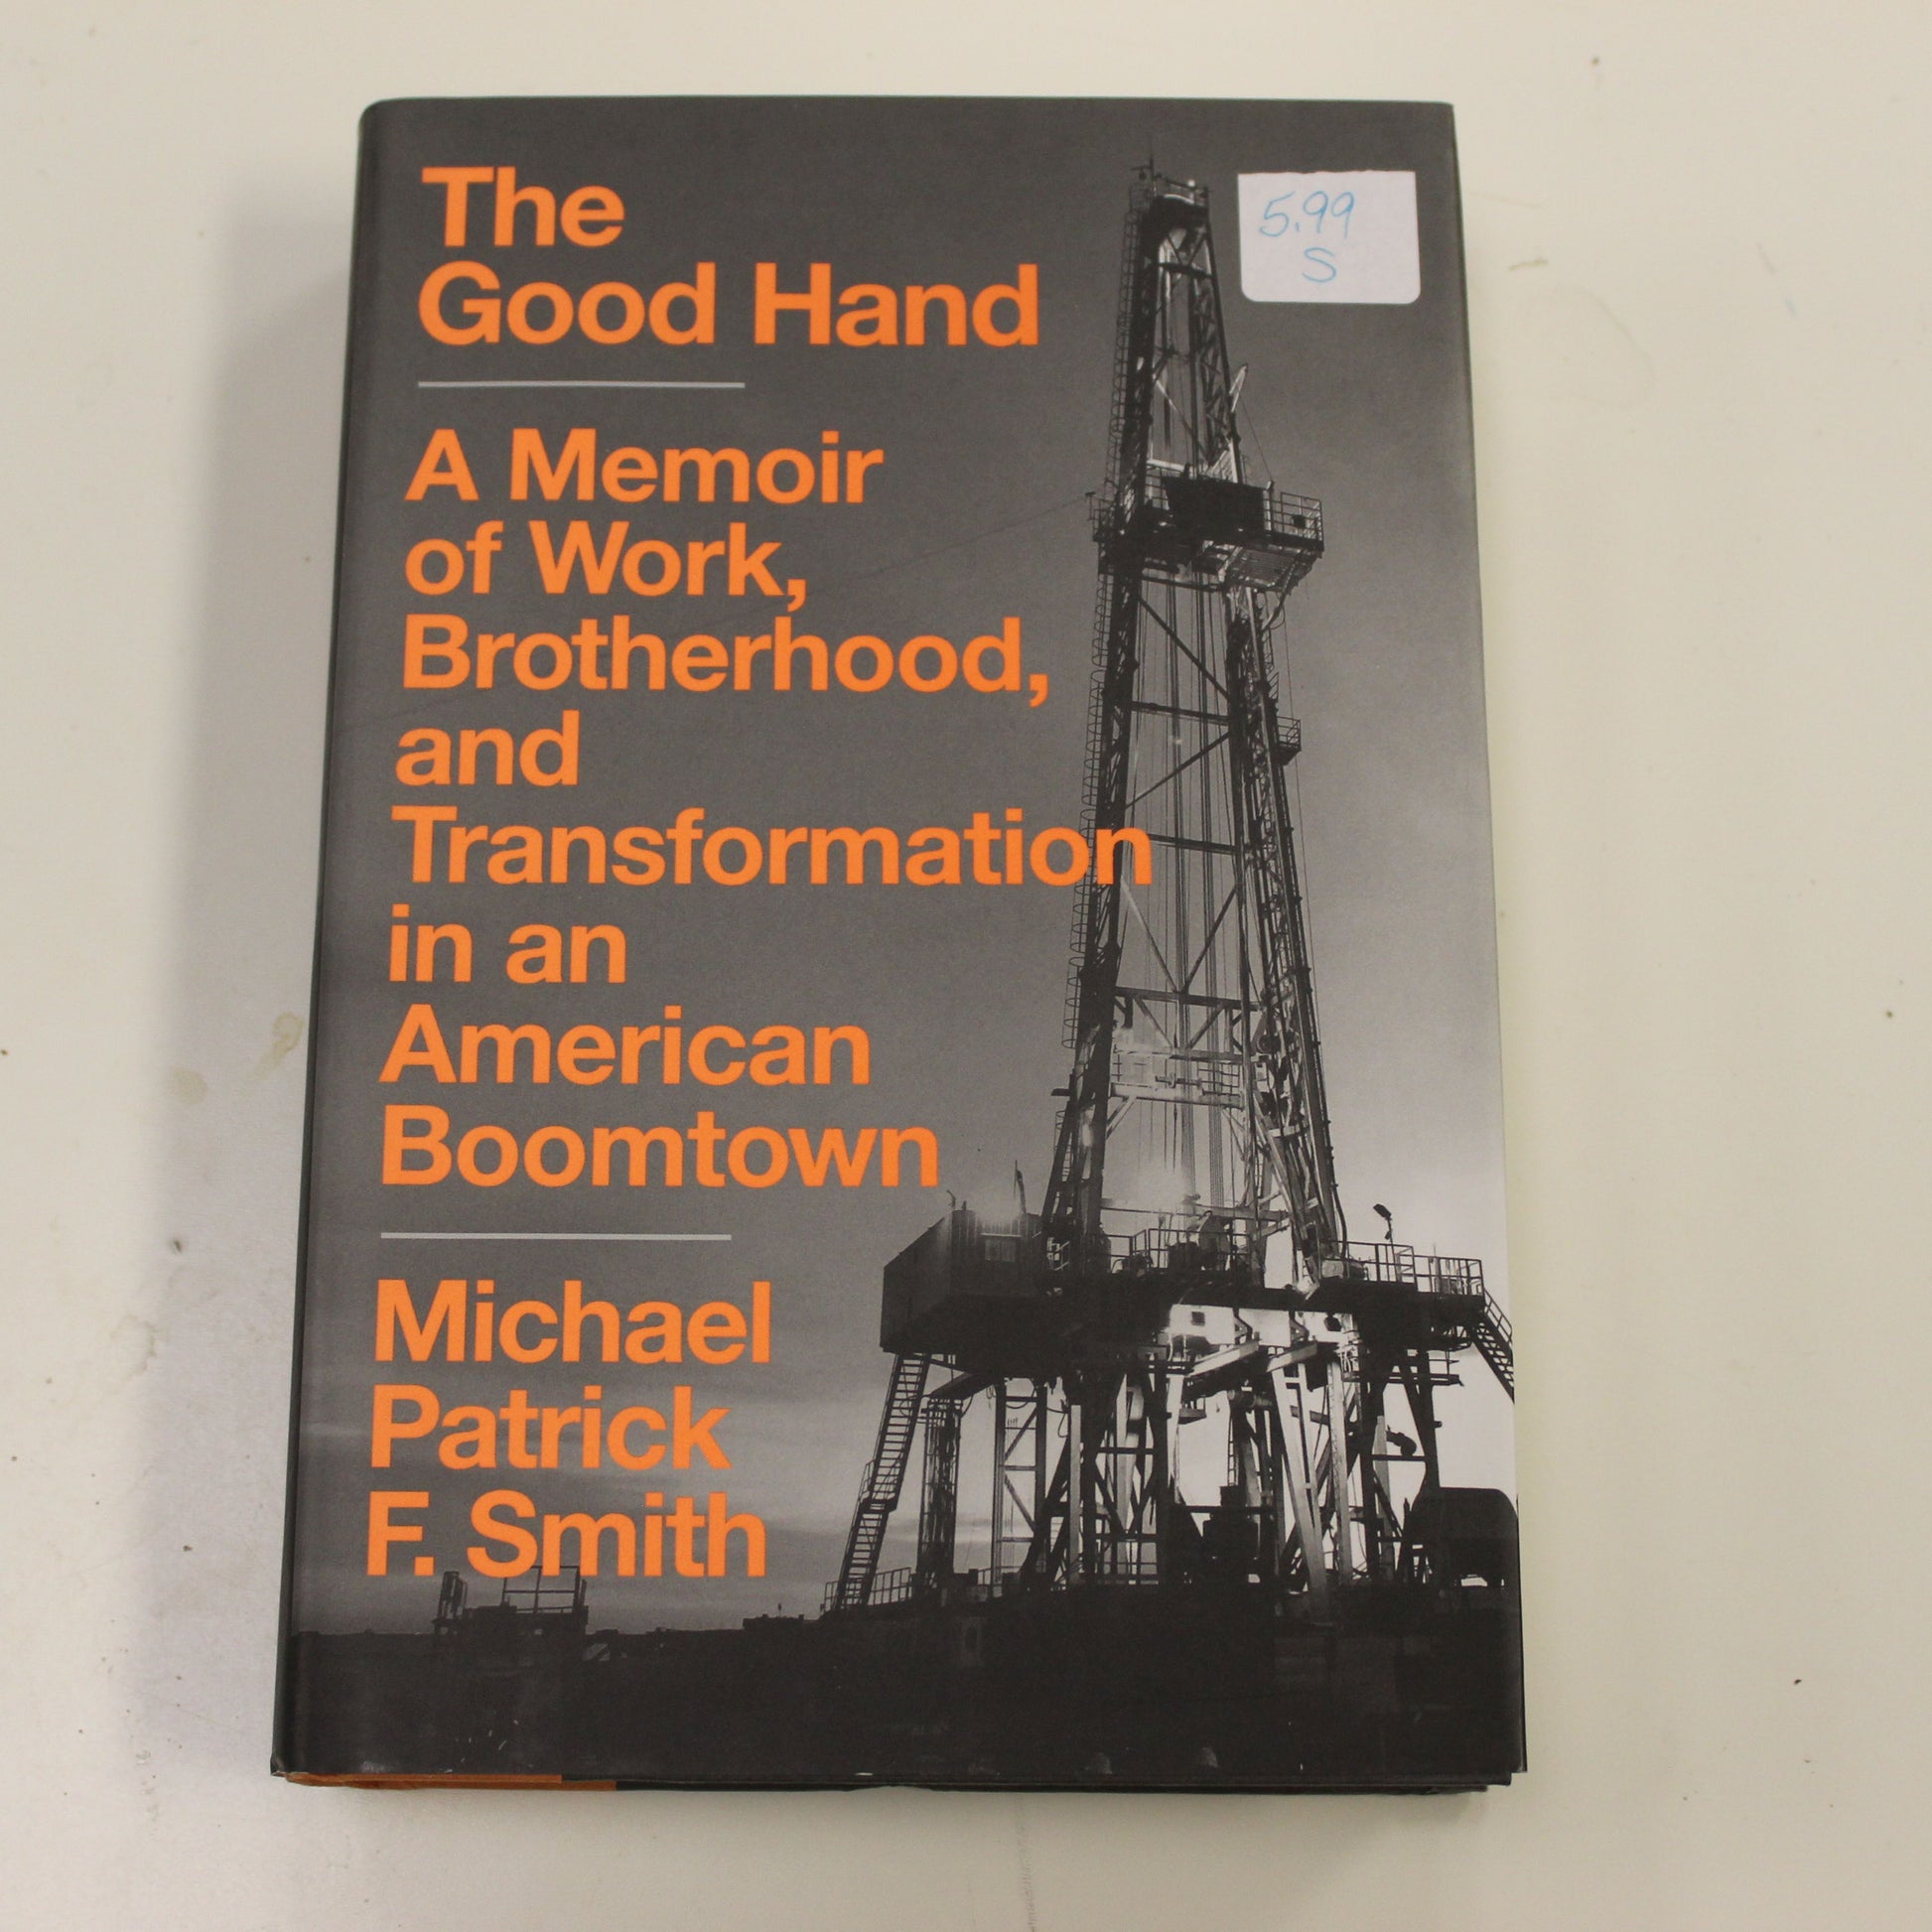 The
Good Hand
A Memoir
of Work,
Brotherhood,
and
Transformation
in an
American
Boomtown
Michael
Patrick
F. Smith
5.99
S